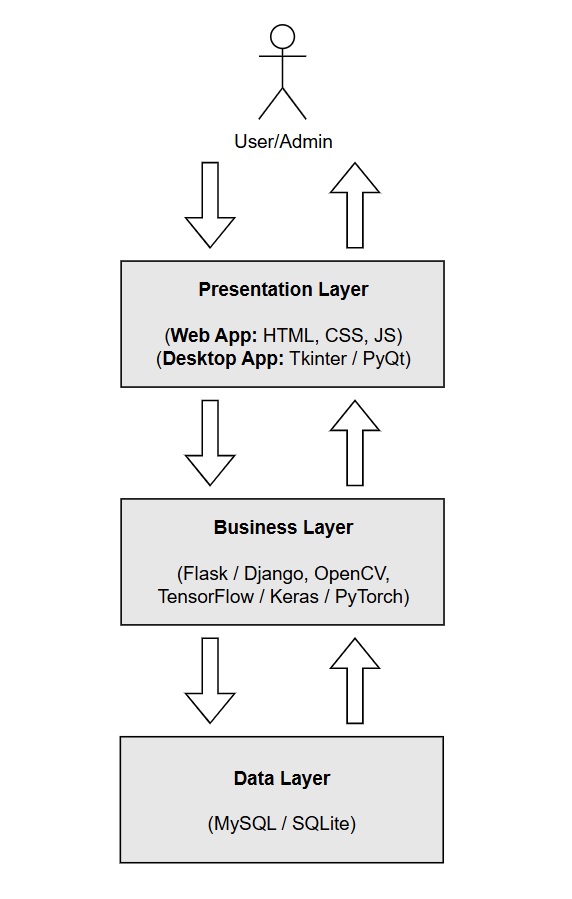 User/Admin
Presentation Layer
(Web App: HTML, CSS, JS)
(Desktop App: Tkinter / PyQt)
Business Layer
(Flask / Django, OpenCV,
TensorFlow / Keras / PyTorch)
Data Layer
(MySQL / SQLite)